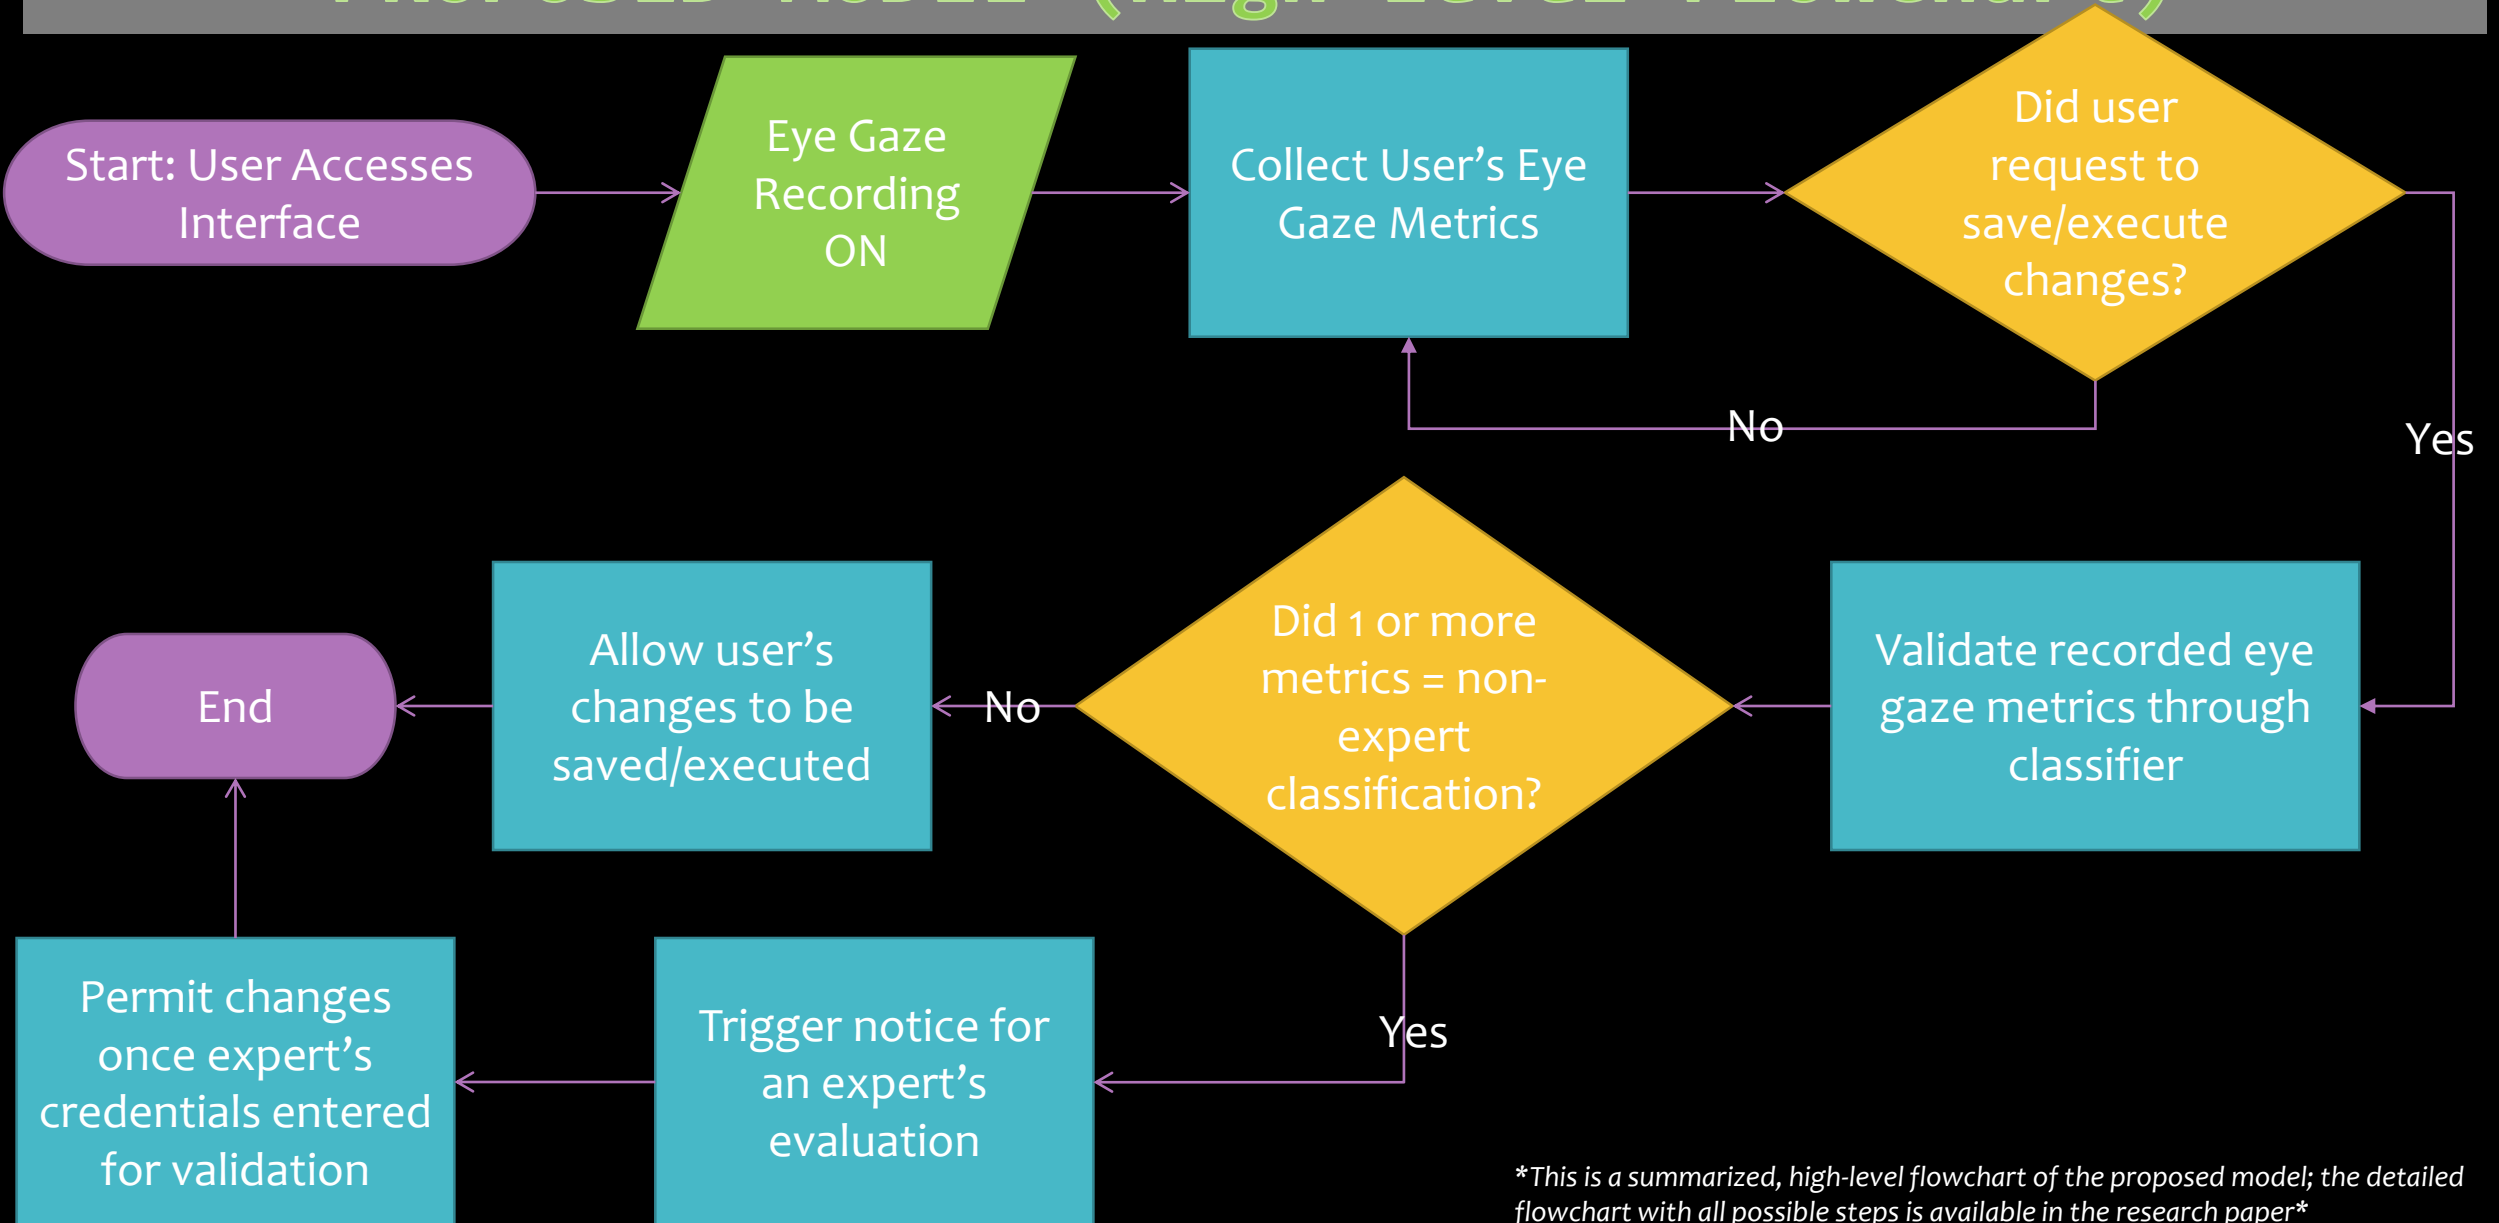 Start: User Accesses
Interface
Eye Gaze
Recording
ON
Collect User's Eye
Gaze Metrics
Did user
request to
save/execute
changes?
No
Yes
Validate recorded eye
gaze metrics through
classifier
Did 1 or more
metrics = non-
expert
classification?
No
Allow user's
changes to be
saved/executed
End
Yes
Trigger notice for
an expert's
evaluation
Permit changes
once expert's
credentials entered
for validation
*This is a summarized, high-level flowchart of the proposed model; the detailed
flowchart with all possible steps is available in the research paper*